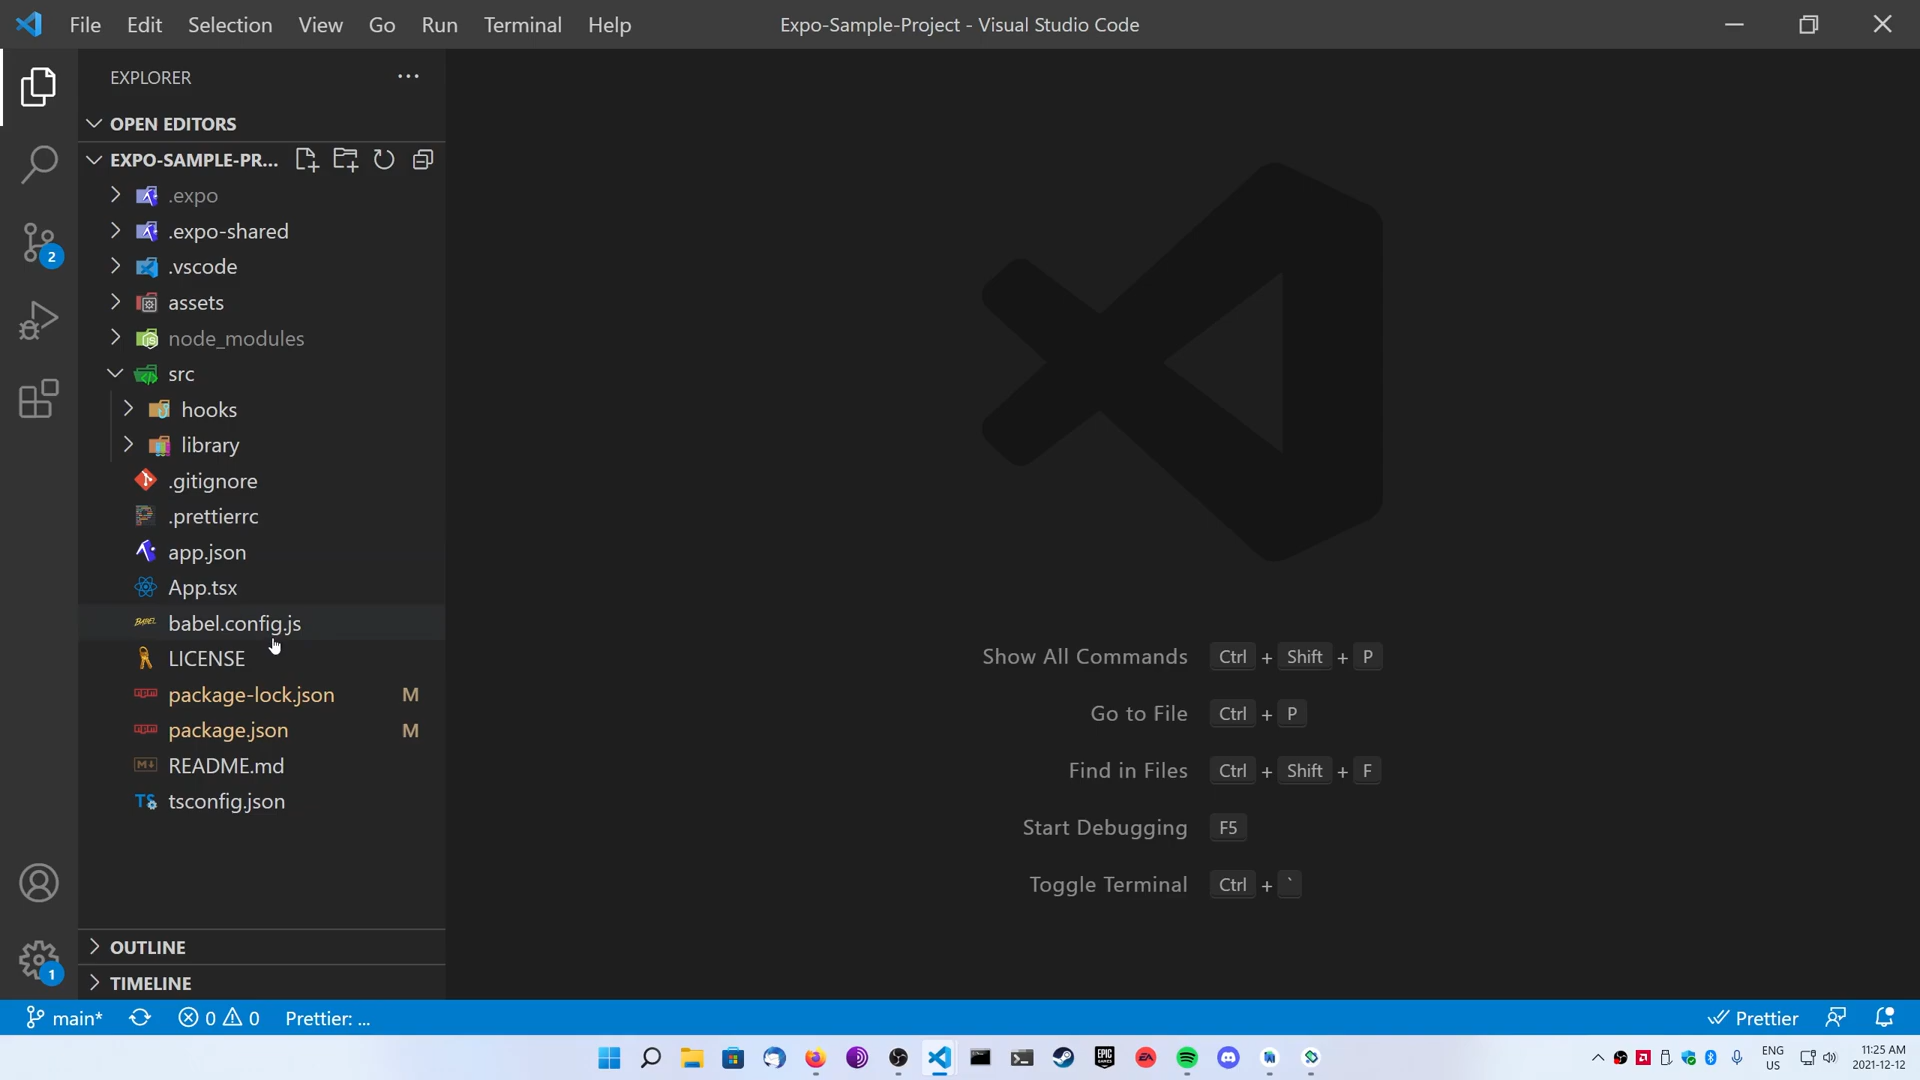 File Edit Selection View Go Run Terminal Help
Expo-Sample-Project - Visual Studio Code
EXPLORER
OPEN EDITORS
EXPO-SAMPLE-PR...
.expo
.expo-shared
.vscode
assets
node_modules
src
hooks
library
.gitignore
.prettierrc
app.json
App.tsx
babel.config.js
LICENSE
package-lock.json M
package.json M
README.md
tsconfig.json
OUTLINE
TIMELINE
2
1
Show All Commands Ctrl + Shift + P
Go to File Ctrl + P
Find in Files Ctrl + Shift + F
Start Debugging F5
Toggle Terminal Ctrl + `
main* 0 0 Prettier: ... Prettier
ENG
US
11:25 AM
2021-12-12